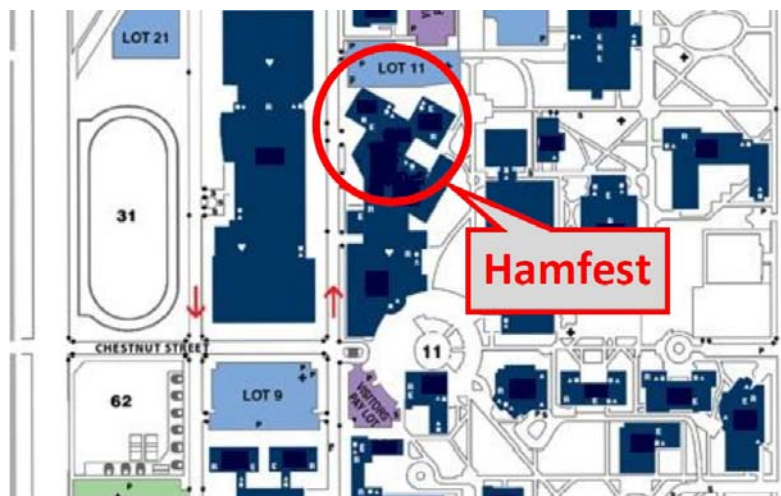 LOT 21
LOT 11
31
Hamfest
CHESTNUT STREET
11
62
LOT 9
VISITORS
PAY LOT